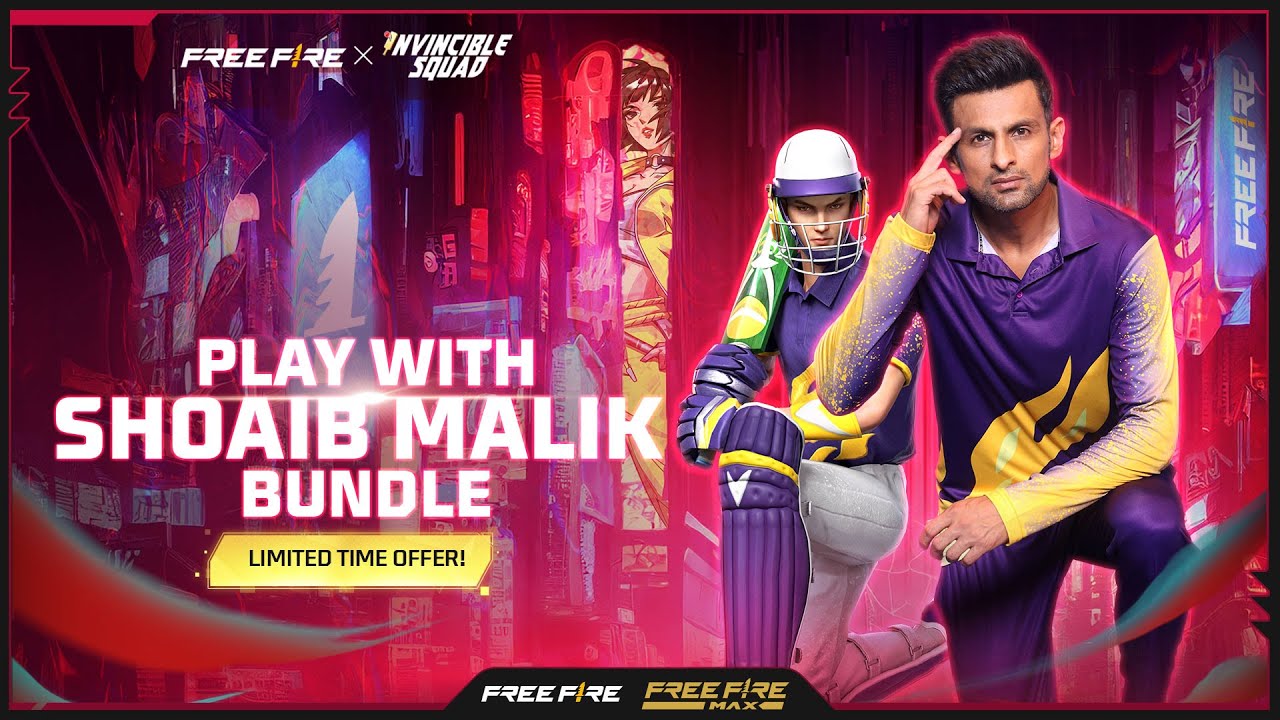 FREE FIRE × INVINCIBLE SQUAD
PLAY WITH
SHOAIB MALIK
BUNDLE
LIMITED TIME OFFER!
FREE FIRE
FREE FIRE
FREE FIRE MAX